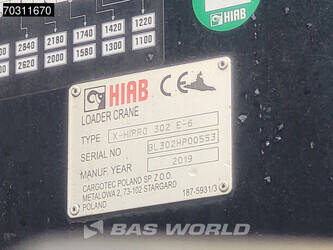 70311670
HIAB
2840 2180 1740 1420 1220
2620 2000 1580 1300 1100
HIAB CE
LOADER CRANE
TYPE X-HIPRO 302 E-6
SERIAL NO BL302HP00553
MANUF. YEAR 2019
CARGOTEC POLAND SP. Z O.O.
METALOWA 2, 73-102 STARGARD
POLAND
187-5931/3
BAS WORLD